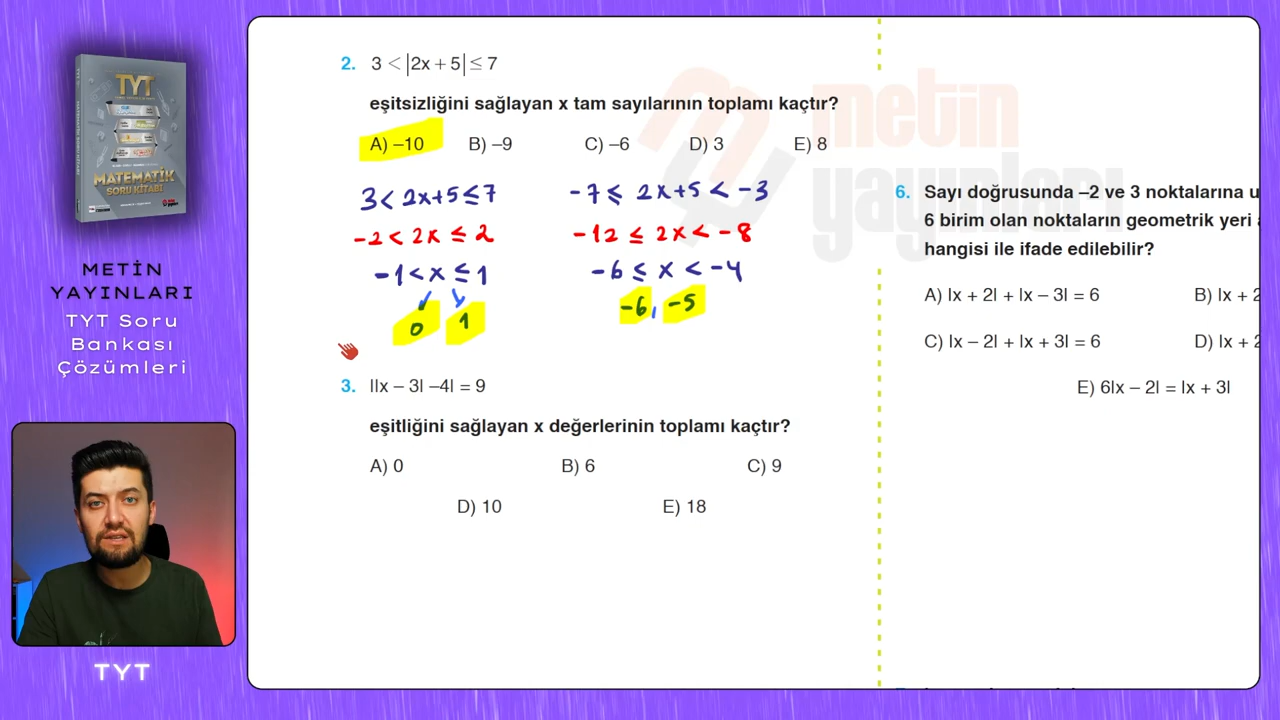 TYT
MATEMATİK
SORU KİTABI
METİN
YAYINLARI
TYT Soru
Bankası
Çözümleri
TYT
metin
yayınları
2. 3 < |2x + 5| ≤ 7
eşitsizliğini sağlayan x tam sayılarının toplamı kaçtır?
A) –10 B) –9 C) –6 D) 3 E) 8
3 < 2x+5 ≤ 7
-2 < 2x ≤ 2
-1 < x ≤ 1
0 1
-7 ≤ 2x+5 < -3
-12 ≤ 2x < -8
-6 ≤ x < -4
-6, -5
3. ||x – 3| –4| = 9
eşitliğini sağlayan x değerlerinin toplamı kaçtır?
A) 0 B) 6 C) 9
D) 10 E) 18
6. Sayı doğrusunda –2 ve 3 noktalarına u
6 birim olan noktaların geometrik yeri a
hangisi ile ifade edilebilir?
A) |x + 2| + |x – 3| = 6 B) |x + 2
C) |x – 2| + |x + 3| = 6 D) |x + 2
E) 6|x – 2| = |x + 3|